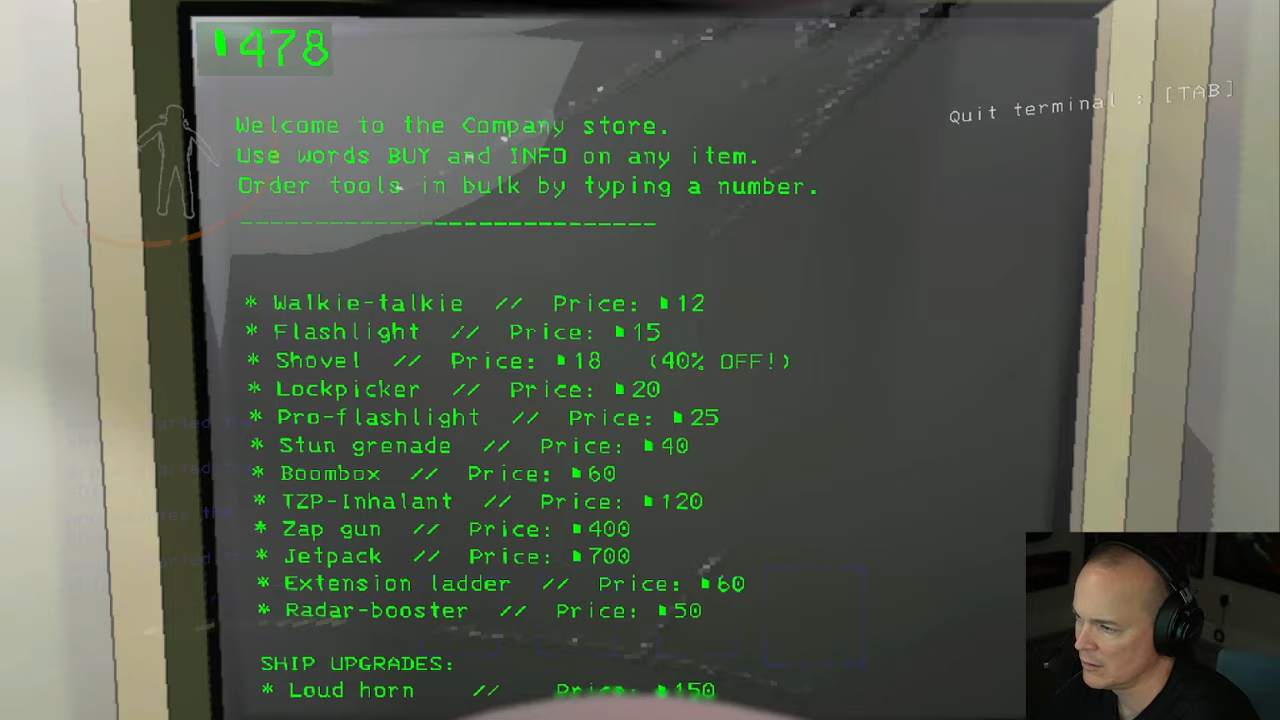 ▮478
Quit terminal : [TAB]
Welcome to the Company store.
Use words BUY and INFO on any item.
Order tools in bulk by typing a number.
----------------------------
* Walkie-talkie // Price: ▮12
* Flashlight // Price: ▮15
* Shovel // Price: ▮18 (40% OFF!)
* Lockpicker // Price: ▮20
* Pro-flashlight // Price: ▮25
* Stun grenade // Price: ▮40
* Boombox // Price: ▮60
* TZP-Inhalant // Price: ▮120
* Zap gun // Price: ▮400
* Jetpack // Price: ▮700
* Extension ladder // Price: ▮60
* Radar-booster // Price: ▮50
SHIP UPGRADES:
* Loud horn // Price: ▮150